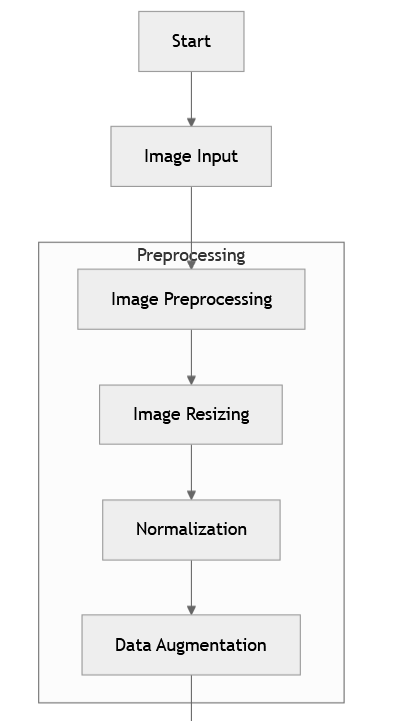 Start
Image Input
Preprocessing
Image Preprocessing
Image Resizing
Normalization
Data Augmentation